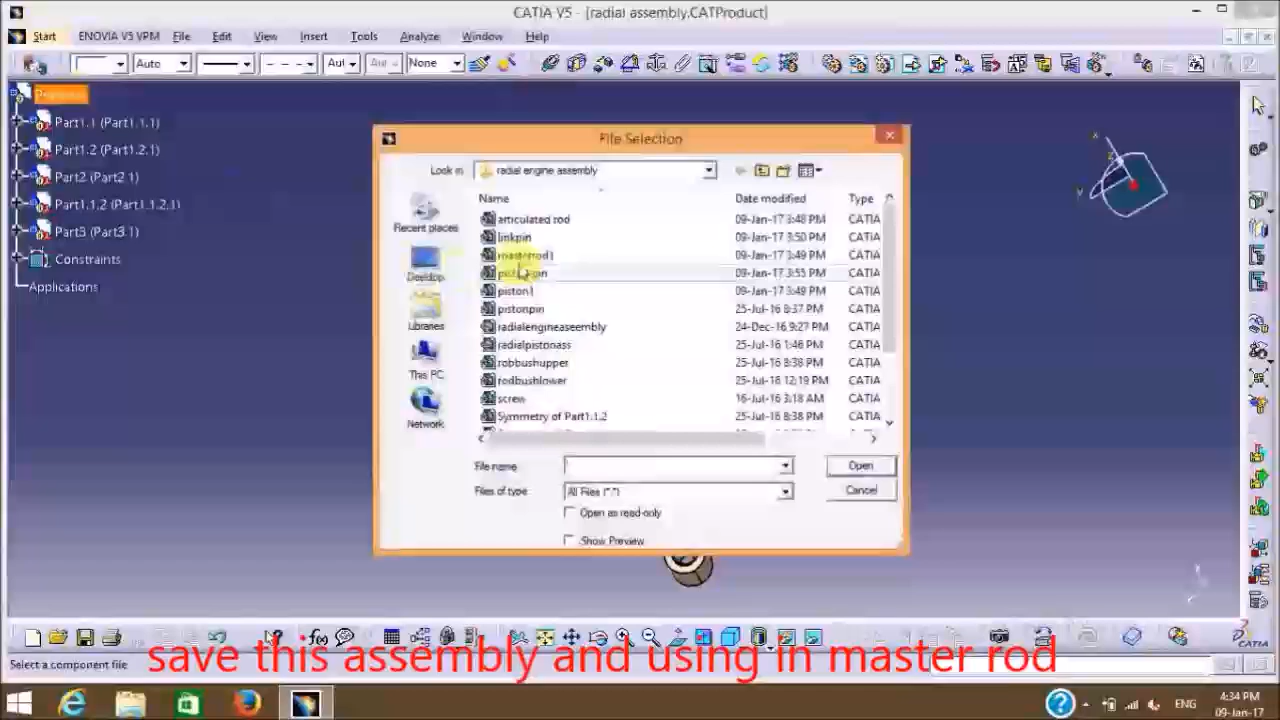 CATIA V5 - [radial assembly.CATProduct]
Start ENOVIA V5 VPM File Edit View Insert Tools Analyze Window Help
Auto Aut Aut None
Part1.1 (Part1.1.1)
Part1.2 (Part1.2.1)
Part2 (Part2.1)
Part1.1.2 (Part1.1.2.1)
Part3 (Part3.1)
Constraints
Applications
File Selection
Look in: radial engine assembly
Recent places
Desktop
Libraries
This PC
Network
Name Date modified Type
articulated rod 09-Jan-17 3:48 PM CATIA
linkpin 09-Jan-17 3:50 PM CATIA
masterrod1 09-Jan-17 3:49 PM CATIA
09-Jan-17 3:55 PM CATIA
piston1 09-Jan-17 3:49 PM CATIA
pistonpin 25-Jul-16 8:37 PM CATIA
radialengineaseembly 24-Dec-16 9:27 PM CATIA
radialpistonass 25-Jul-16 1:46 PM CATIA
robbushupper 25-Jul-16 8:38 PM CATIA
rodbushlower 25-Jul-16 12:19 PM CATIA
screw 16-Jul-16 3:18 AM CATIA
Symmetry of Part1.1.2 25-Jul-16 8:38 PM CATIA
File name: Open
Files of type: All Files (*.*) Cancel
Open as read-only
Show Preview
x
y
z
save this assembly and using in master rod
Select a component file
CATIA
ENG
4:34 PM
09-Jan-17